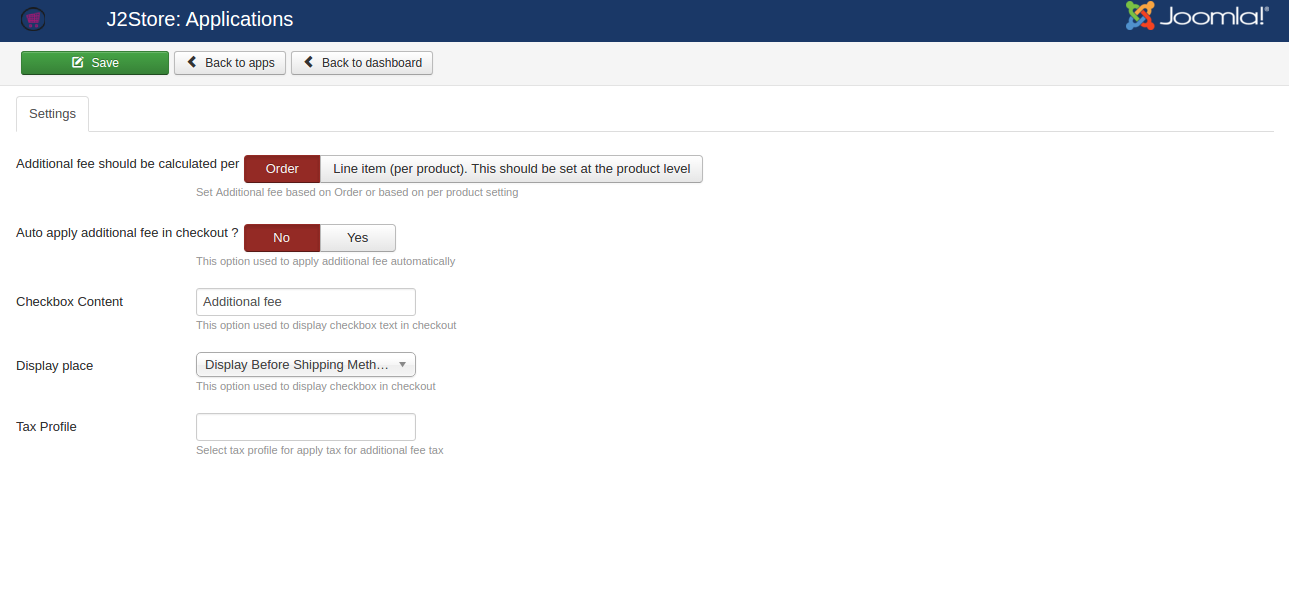 J2Store: Applications
Joomla!®
Save
Back to apps
Back to dashboard
Settings
Additional fee should be calculated per
Order
Line item (per product). This should be set at the product level
Set Additional fee based on Order or based on per product setting
Auto apply additional fee in checkout ?
No
Yes
This option used to apply additional fee automatically
Checkbox Content
Additional fee
This option used to display checkbox text in checkout
Display place
Display Before Shipping Meth…
This option used to display checkbox in checkout
Tax Profile
Select tax profile for apply tax for additional fee tax